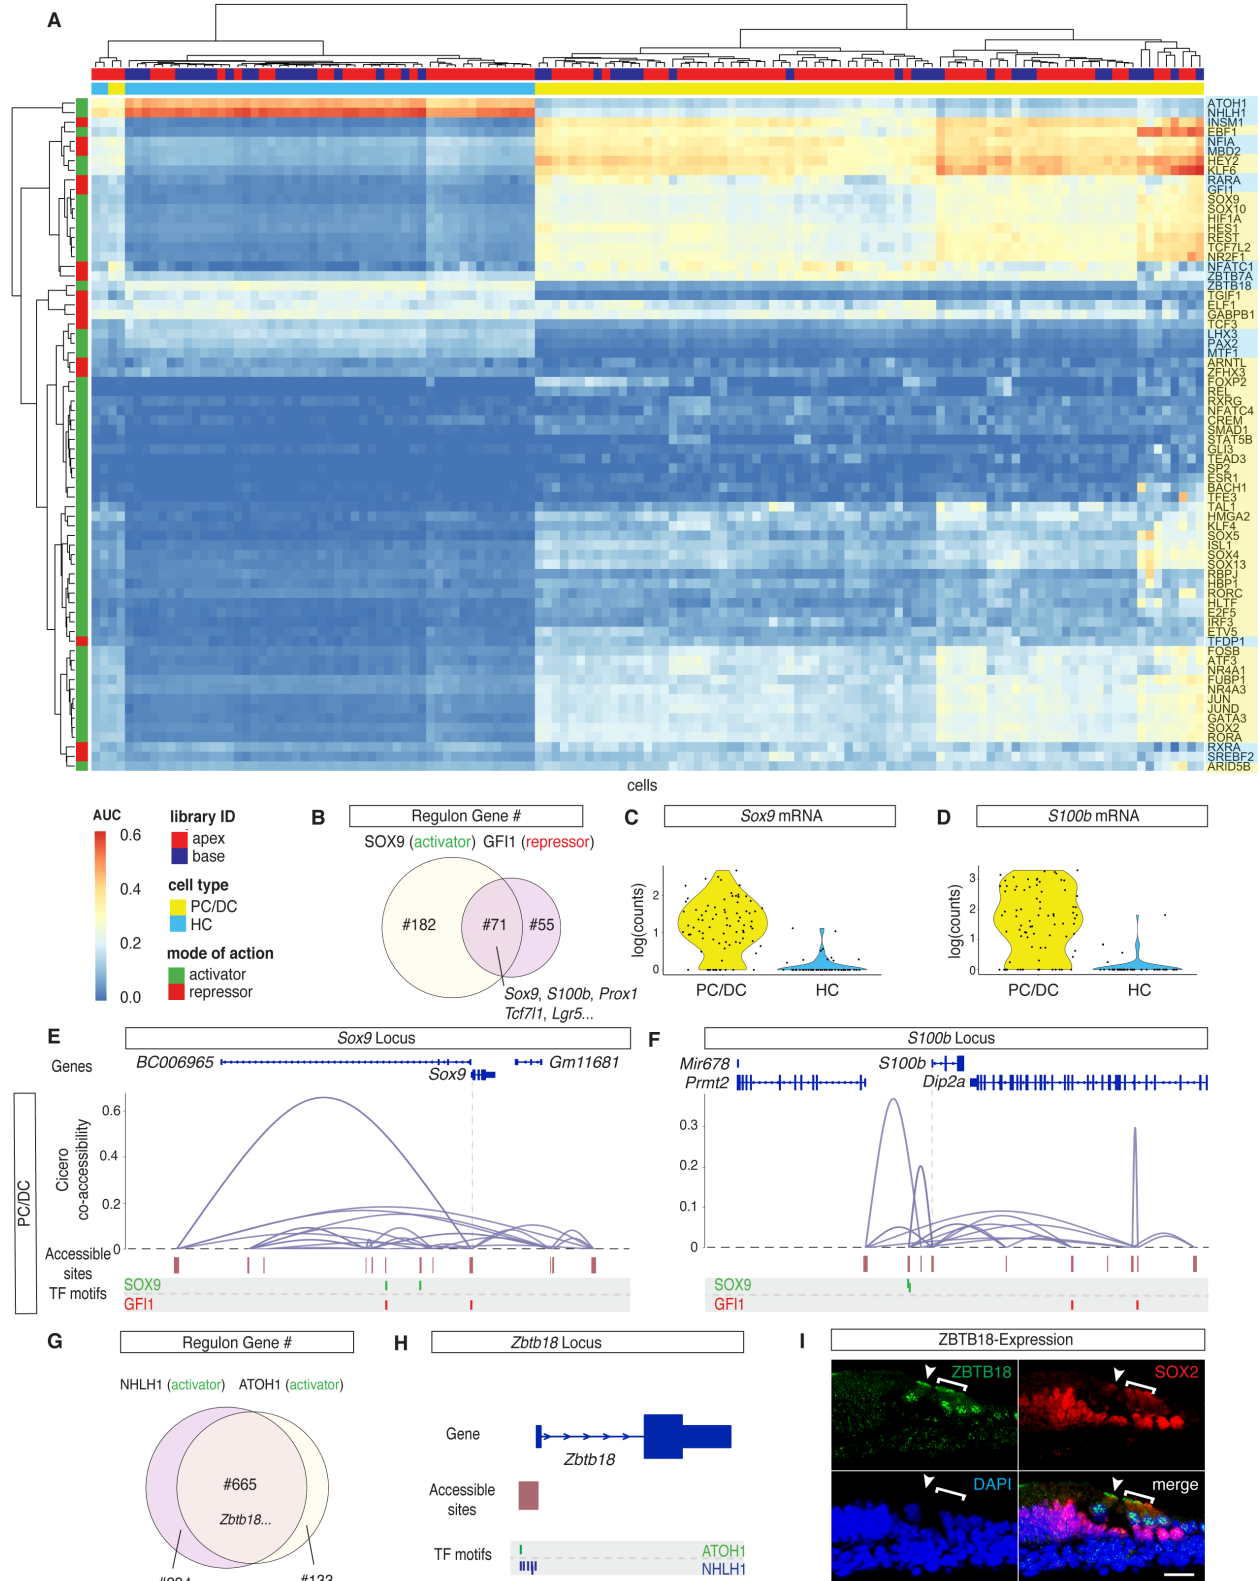 A
ATOH1
NHLH1
INSM1
EBF1
NFIA
MBD2
HEY2
KLF6
RARA
GFI1
SOX9
SOX10
HIF1A
HES1
REST
TCF7L2
NR2F1
NFATC1
ZBTB7A
ZBTB18
TGIF1
ELF1
GABPB1
TCF3
LHX3
PAX2
MTF1
ARNTL
ZFHX3
FOXP2
REL
RXRG
NFATC4
CREM
SMAD1
STAT5B
GLI3
TEAD3
SP2
ESR1
BACH1
TFE3
TAL1
HMGA2
KLF4
SOX5
ISL1
SOX4
SOX13
RBPJ
HBP1
RORC
HLTF
E2F5
IRF3
ETV5
TFDP1
FOSB
ATF3
NR4A1
FUBP1
NR4A3
JUN
JUND
GATA3
SOX2
RORA
RXRA
SREBF2
ARID5B
cells
AUC
0.6
0.4
0.2
0.0
library ID
apex
base
cell type
PC/DC
HC
mode of action
activator
repressor
B
Regulon Gene #
SOX9 (activator) GFI1 (repressor)
#182 #71 #55
Sox9, S100b, Prox1
Tcf7l1, Lgr5...
C
Sox9 mRNA
log(counts)
2
1
0
PC/DC HC
D
S100b mRNA
log(counts)
3
2
1
0
PC/DC HC
E
Sox9 Locus
Genes
BC006965
Sox9
Gm11681
PC/DC
Cicero
co-accessibility
0.6
0.4
0.2
0
Accessible
sites
TF motifs
SOX9
GFI1
F
S100b Locus
Mir678
Prmt2
S100b
Dip2a
0.3
0.2
0.1
0
SOX9
GFI1
G
Regulon Gene #
NHLH1 (activator) ATOH1 (activator)
#665
Zbtb18...
#133
H
Zbtb18 Locus
Gene
Zbtb18
Accessible
sites
TF motifs
ATOH1
NHLH1
I
ZBTB18-Expression
ZBTB18
SOX2
DAPI
merge